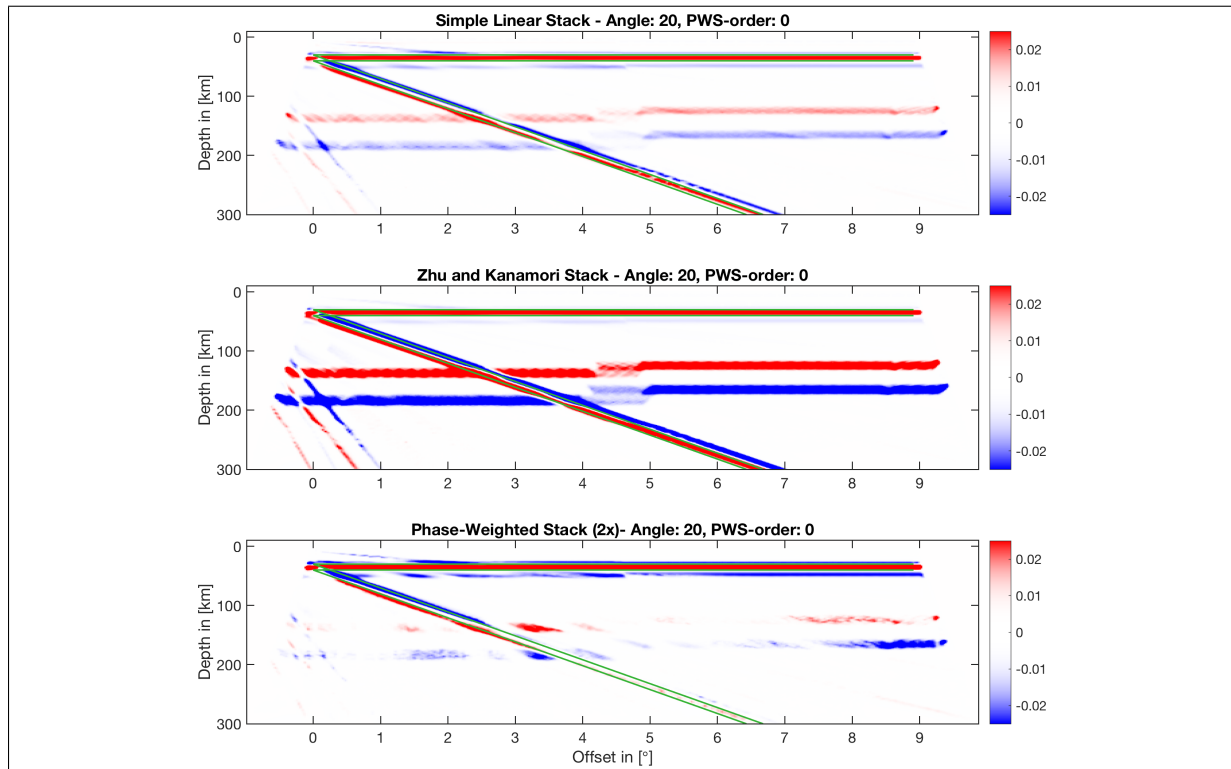 Simple Linear Stack - Angle: 20, PWS-order: 0
0
100
200
300
Depth in [km]
0 1 2 3 4 5 6 7 8 9
0.02
0.01
0
-0.01
-0.02
Zhu and Kanamori Stack - Angle: 20, PWS-order: 0
0
100
200
300
Depth in [km]
0 1 2 3 4 5 6 7 8 9
0.02
0.01
0
-0.01
-0.02
Phase-Weighted Stack (2x)- Angle: 20, PWS-order: 0
0
100
200
300
Depth in [km]
0 1 2 3 4 5 6 7 8 9
Offset in [°]
0.02
0.01
0
-0.01
-0.02